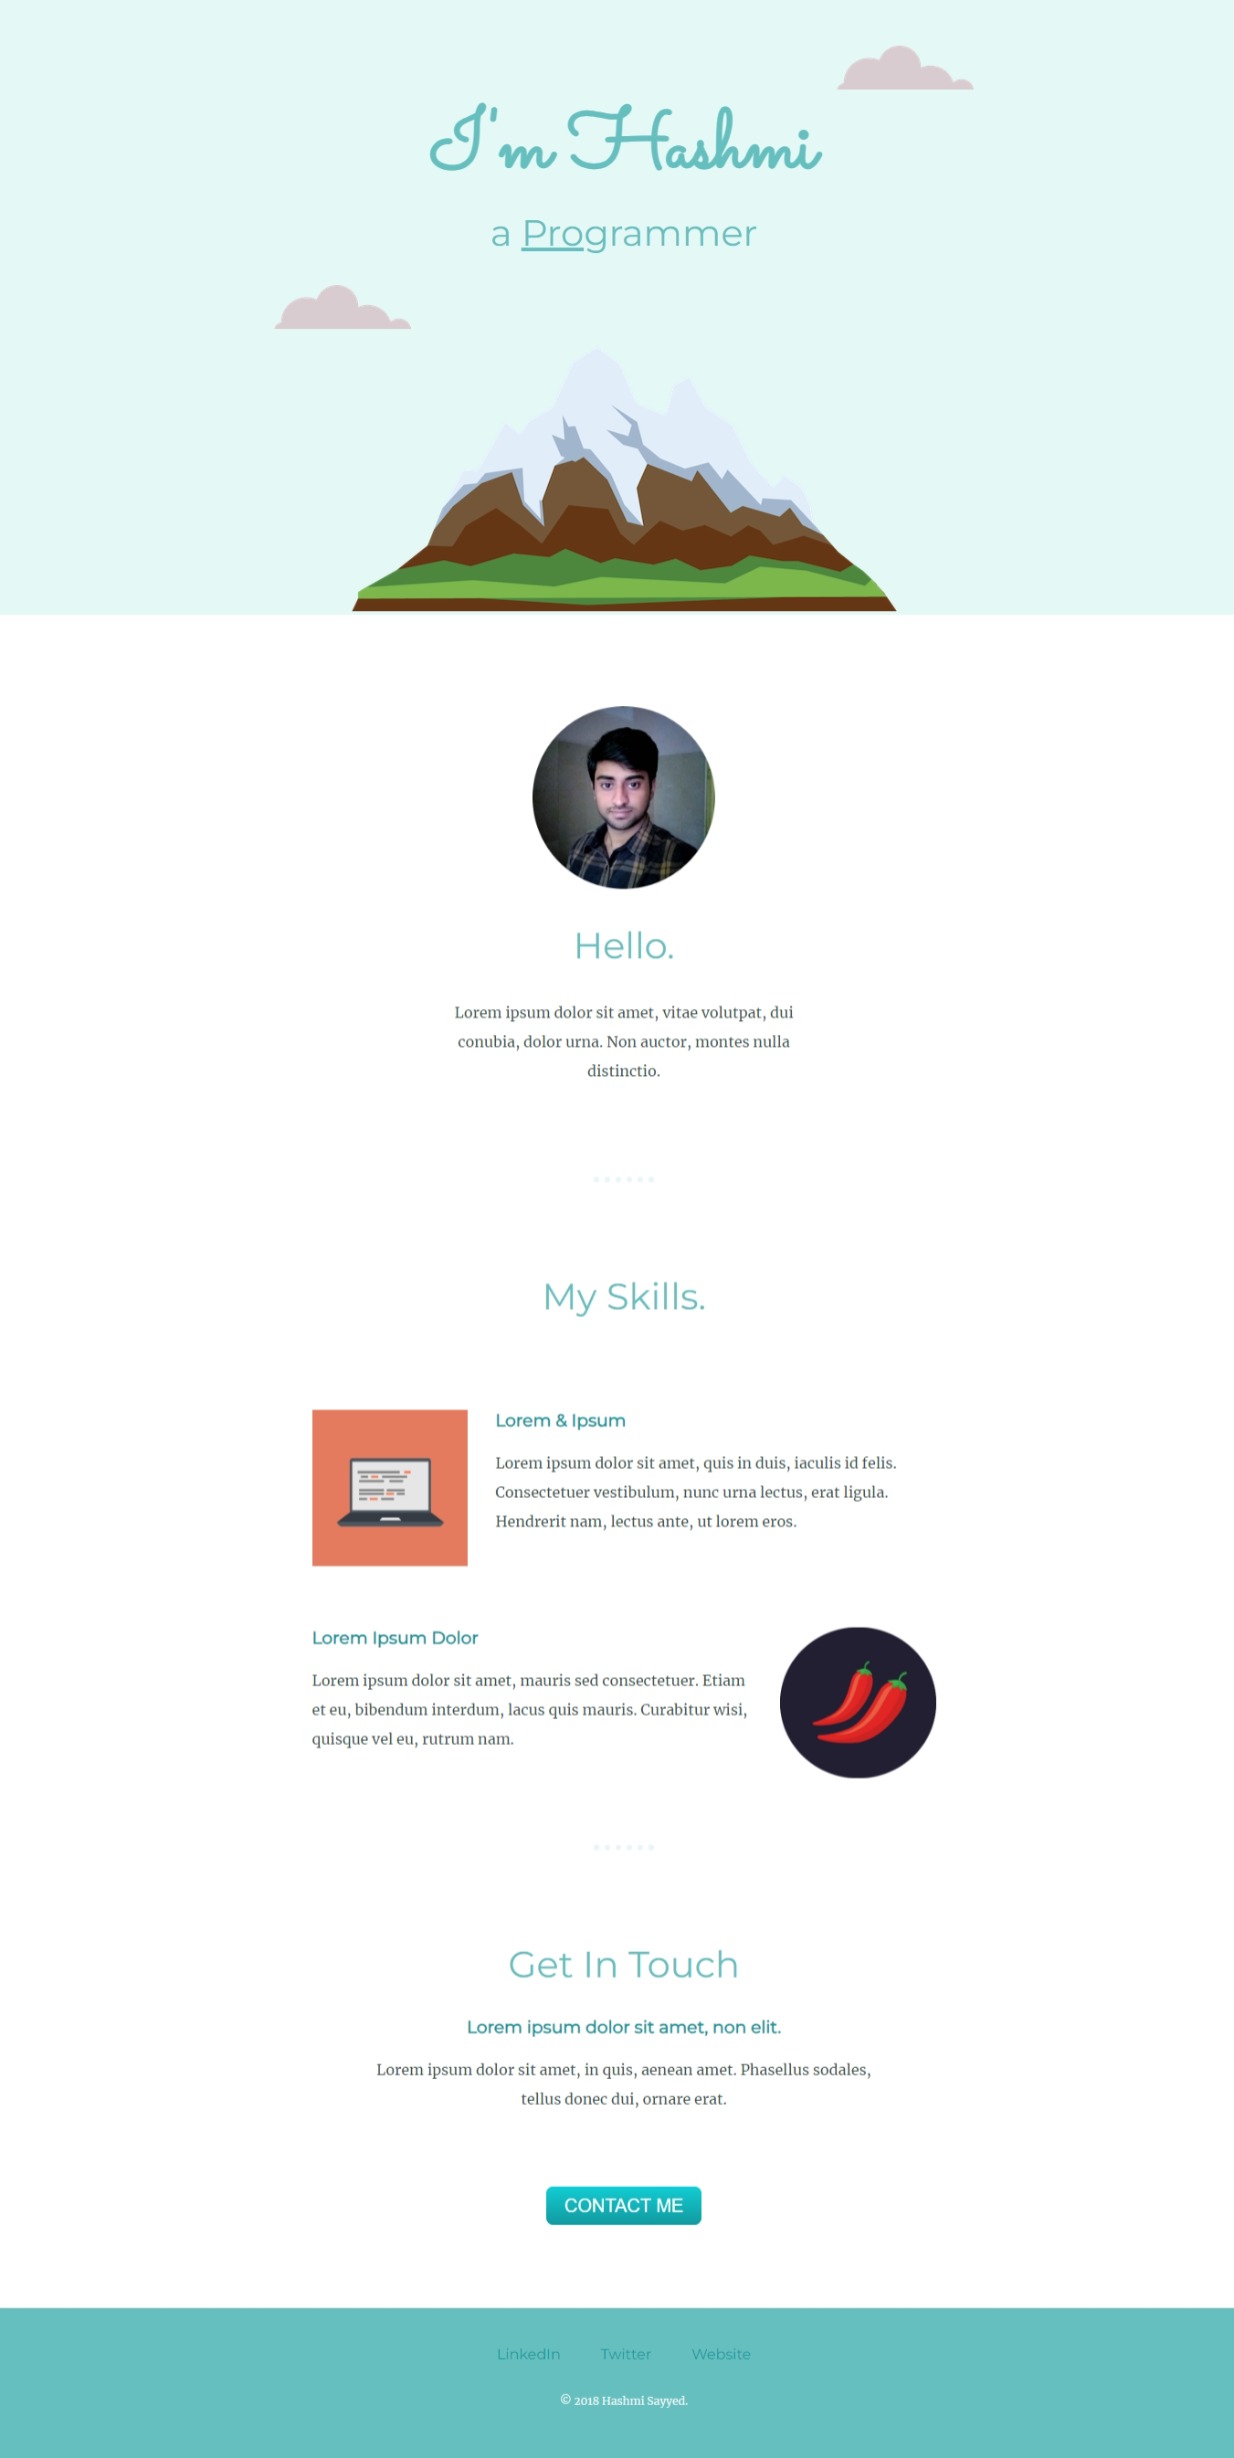 I'm Hashmi
a Programmer
Hello.
Lorem ipsum dolor sit amet, vitae volutpat, dui
conubia, dolor urna. Non auctor, montes nulla
distinctio.
My Skills.
Lorem & Ipsum
Lorem ipsum dolor sit amet, quis in duis, iaculis id felis.
Consectetuer vestibulum, nunc urna lectus, erat ligula.
Hendrerit nam, lectus ante, ut lorem eros.
Lorem Ipsum Dolor
Lorem ipsum dolor sit amet, mauris sed consectetuer. Etiam
et eu, bibendum interdum, lacus quis mauris. Curabitur wisi,
quisque vel eu, rutrum nam.
Get In Touch
Lorem ipsum dolor sit amet, non elit.
Lorem ipsum dolor sit amet, in quis, aenean amet. Phasellus sodales,
tellus donec dui, ornare erat.
CONTACT ME
LinkedIn Twitter Website
© 2018 Hashmi Sayyed.